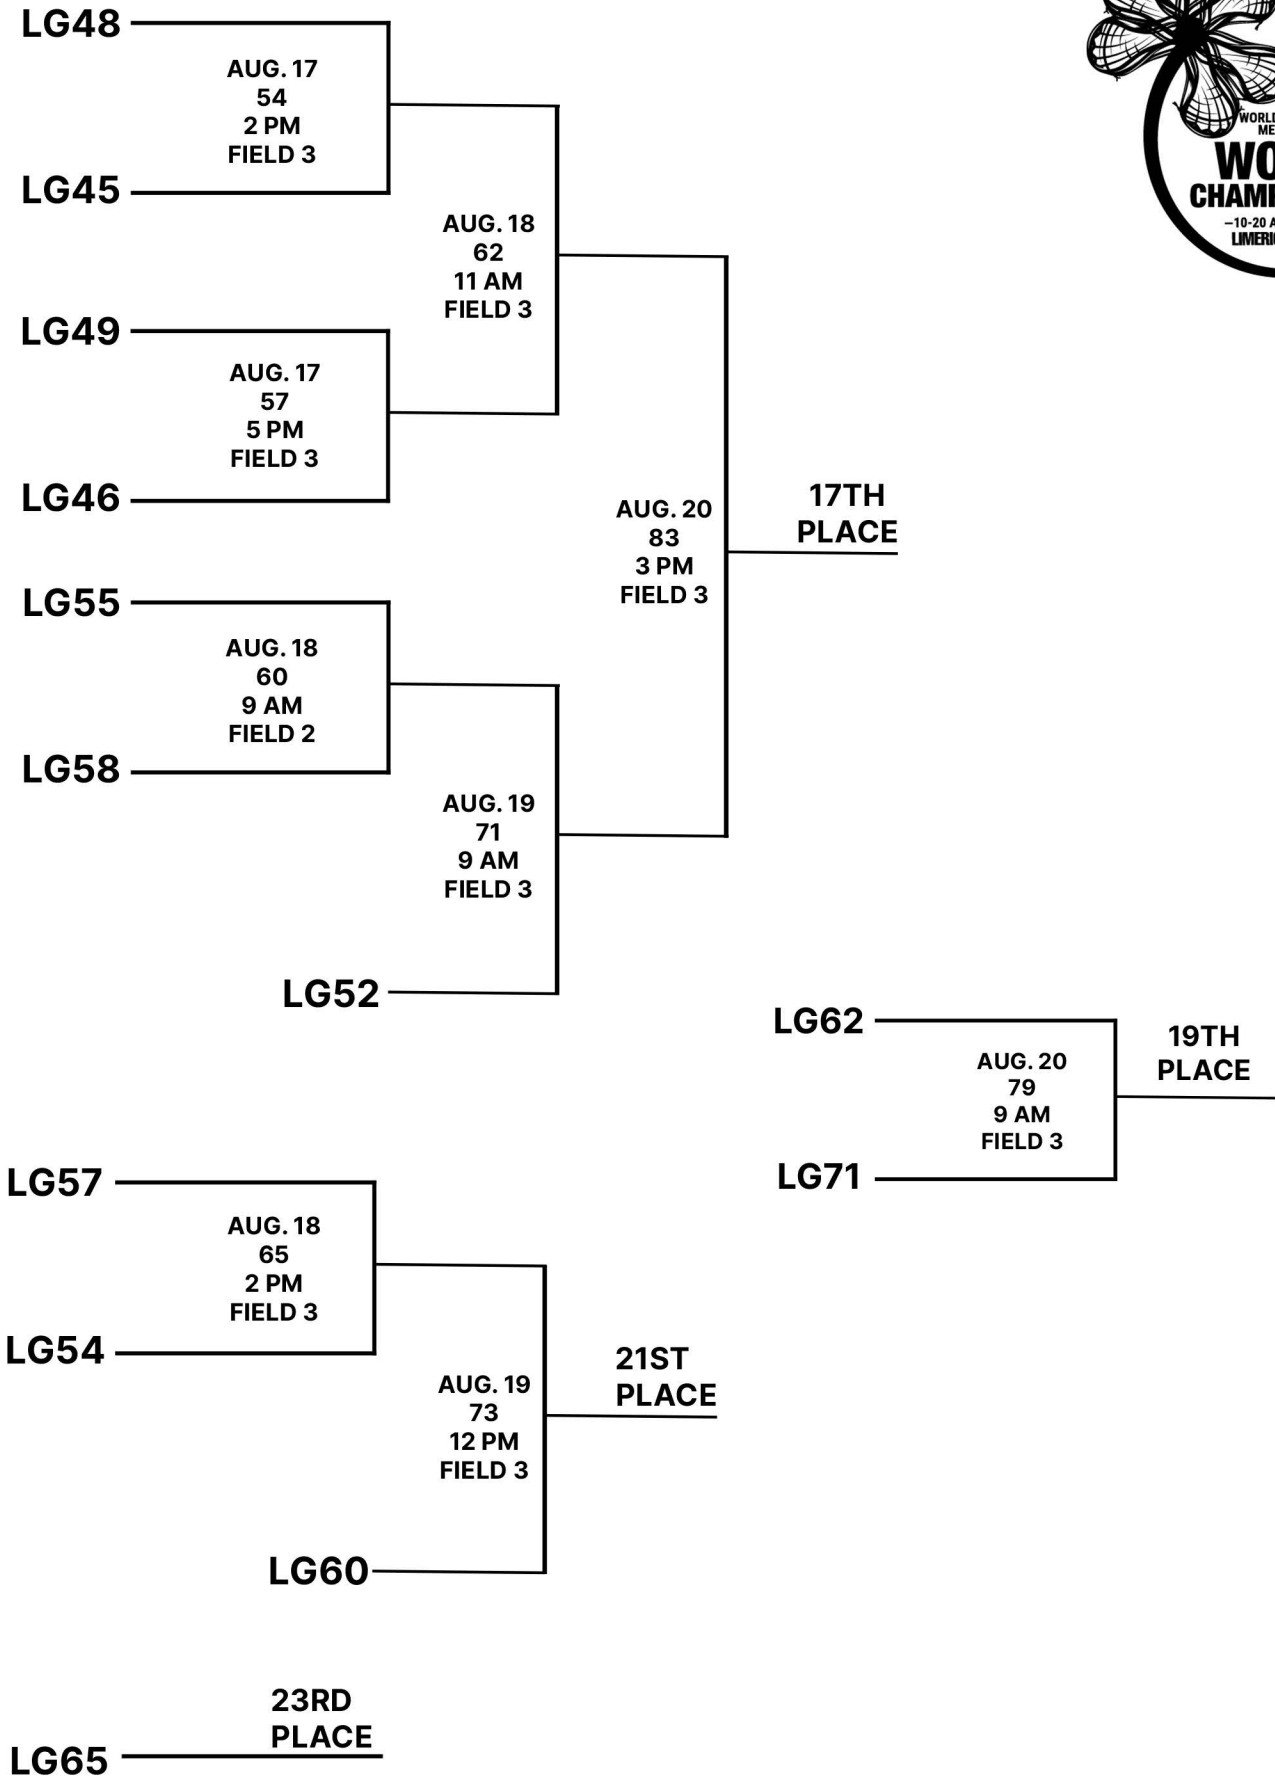 LG48
AUG. 17
54
2 PM
FIELD 3
LG45
AUG. 18
62
11 AM
FIELD 3
LG49
AUG. 17
57
5 PM
FIELD 3
LG46
AUG. 20
83
3 PM
FIELD 3
17TH
PLACE
LG55
AUG. 18
60
9 AM
FIELD 2
LG58
AUG. 19
71
9 AM
FIELD 3
LG52
LG62
AUG. 20
79
9 AM
FIELD 3
LG71
19TH
PLACE
LG57
AUG. 18
65
2 PM
FIELD 3
LG54
AUG. 19
73
12 PM
FIELD 3
21ST
PLACE
LG60
23RD
PLACE
LG65
–10-20